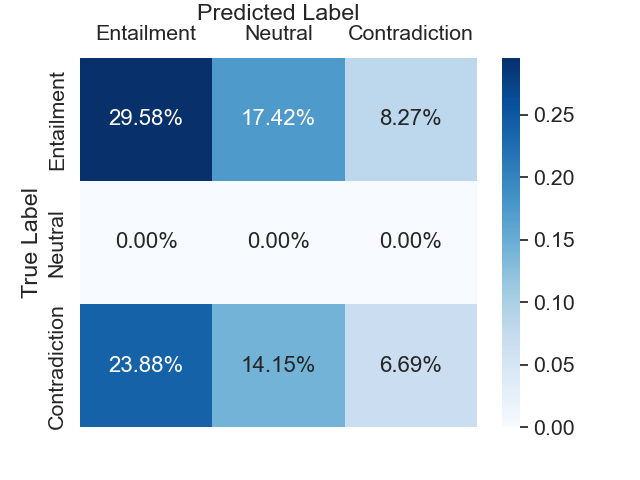 Predicted Label
Entailment Neutral Contradiction
True Label
Entailment 29.58% 17.42% 8.27%
Neutral 0.00% 0.00% 0.00%
Contradiction 23.88% 14.15% 6.69%
0.25
0.20
0.15
0.10
0.05
0.00